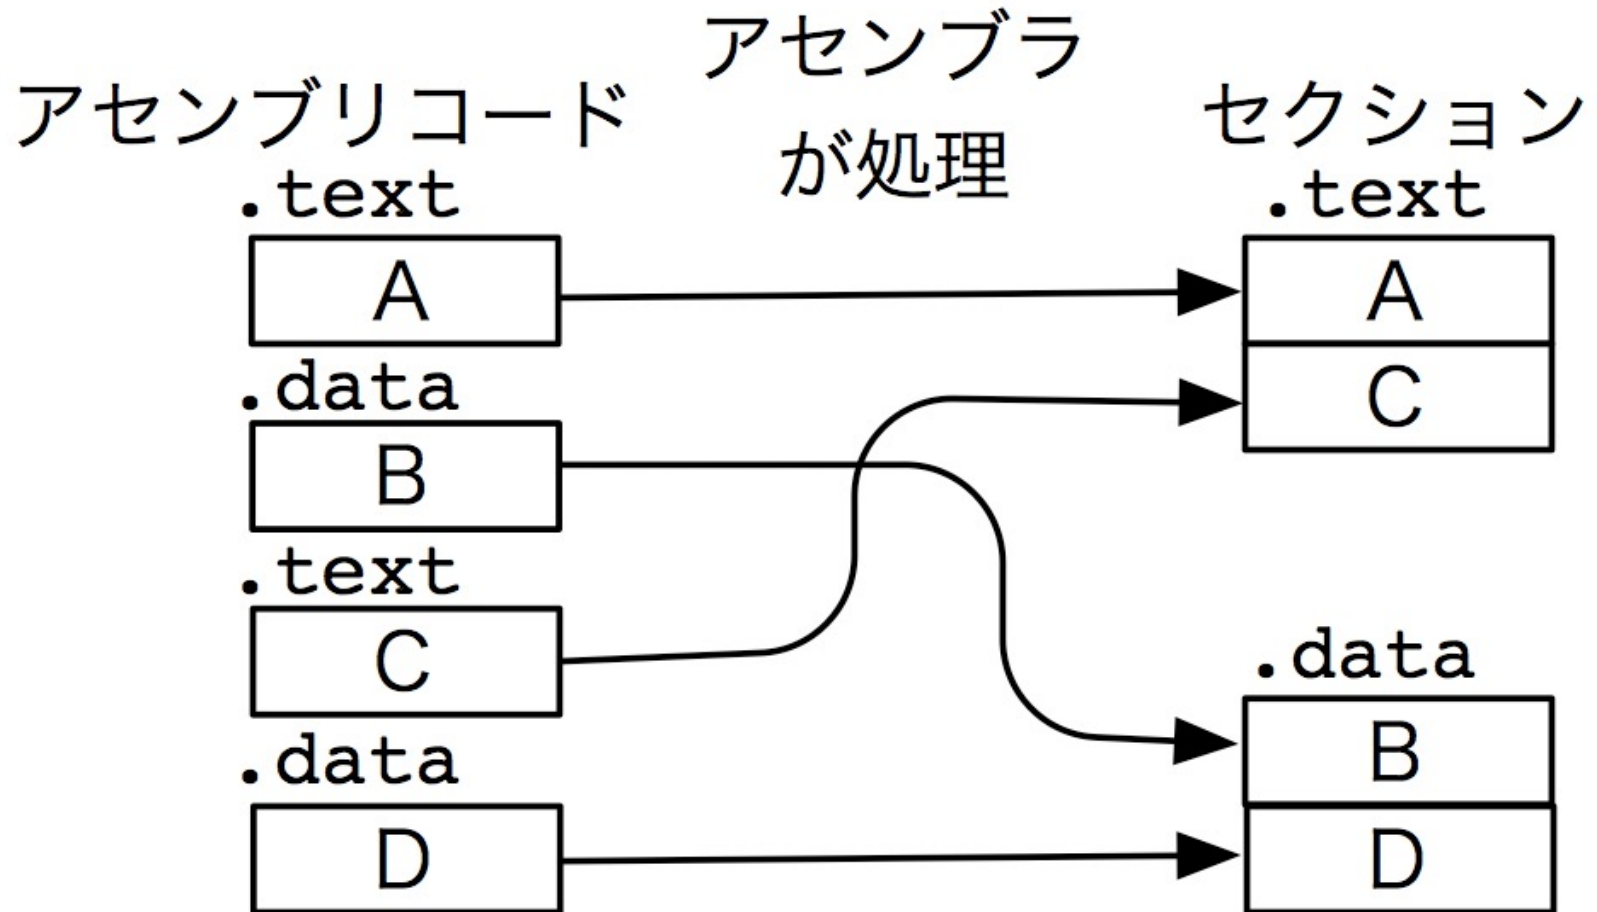 アセンブリコード
.text
A
.data
B
.text
C
.data
D
アセンブラ
が処理
セクション
.text
A
C
.data
B
D